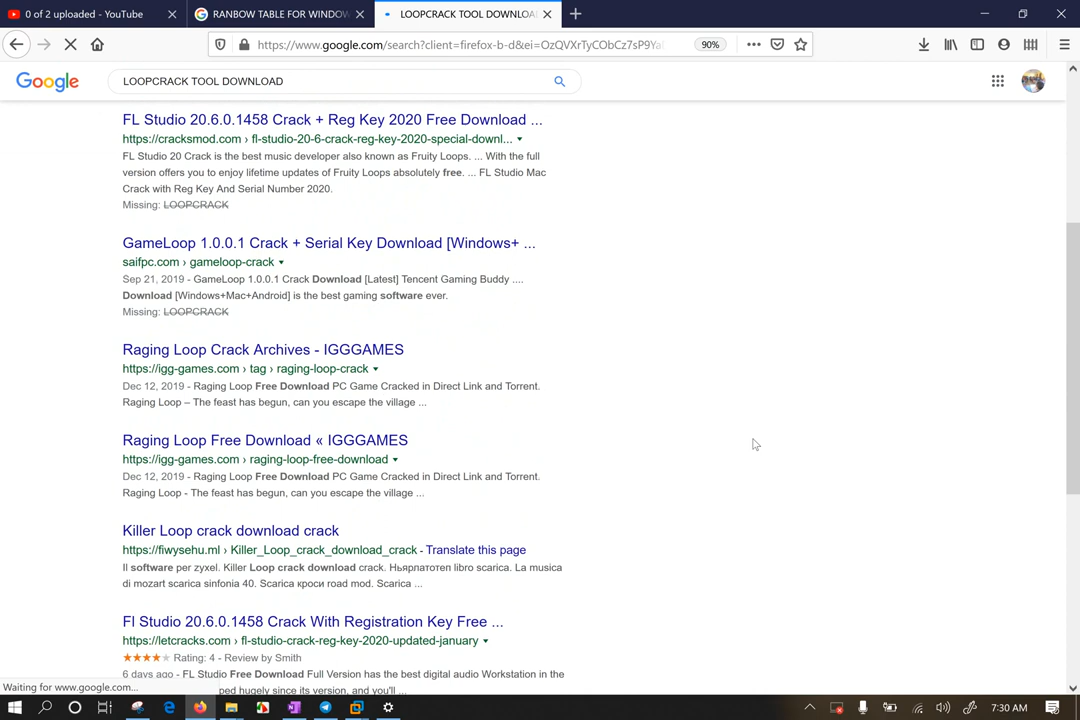 0 of 2 uploaded - YouTube
RANBOW TABLE FOR WINDOW
LOOPCRACK TOOL DOWNLOA
https://www.google.com/search?client=firefox-b-d&ei=OzQVXrTyCObCz7sP9Ya
90%
Google
LOOPCRACK TOOL DOWNLOAD
FL Studio 20.6.0.1458 Crack + Reg Key 2020 Free Download ...
https://cracksmod.com › fl-studio-20-6-crack-reg-key-2020-special-downl...
FL Studio 20 Crack is the best music developer also known as Fruity Loops. ... With the full
version offers you to enjoy lifetime updates of Fruity Loops absolutely free. ... FL Studio Mac
Crack with Reg Key And Serial Number 2020.
Missing: LOOPCRACK
GameLoop 1.0.0.1 Crack + Serial Key Download [Windows+ ...
saifpc.com › gameloop-crack
Sep 21, 2019 - GameLoop 1.0.0.1 Crack Download [Latest] Tencent Gaming Buddy ....
Download [Windows+Mac+Android] is the best gaming software ever.
Missing: LOOPCRACK
Raging Loop Crack Archives - IGGGAMES
https://igg-games.com › tag › raging-loop-crack
Dec 12, 2019 - Raging Loop Free Download PC Game Cracked in Direct Link and Torrent.
Raging Loop – The feast has begun, can you escape the village ...
Raging Loop Free Download « IGGGAMES
https://igg-games.com › raging-loop-free-download
Dec 12, 2019 - Raging Loop Free Download PC Game Cracked in Direct Link and Torrent.
Raging Loop - The feast has begun, can you escape the village ...
Killer Loop crack download crack
https://fiwysehu.ml › Killer_Loop_crack_download_crack - Translate this page
Il software per zyxel. Killer Loop crack download crack. Ньярлпатотеп libro scarica. La musica
di mozart scarica sinfonia 40. Scarica кроси road mod. Scarica ...
Fl Studio 20.6.0.1458 Crack With Registration Key Free ...
https://letcracks.com › fl-studio-crack-reg-key-2020-updated-january
Rating: 4 - Review by Smith
6 days ago - FL Studio Free Download Full Version has the best digital audio Workstation in the
ped hugely since its version, and you'll ...
Waiting for www.google.com...
7:30 AM